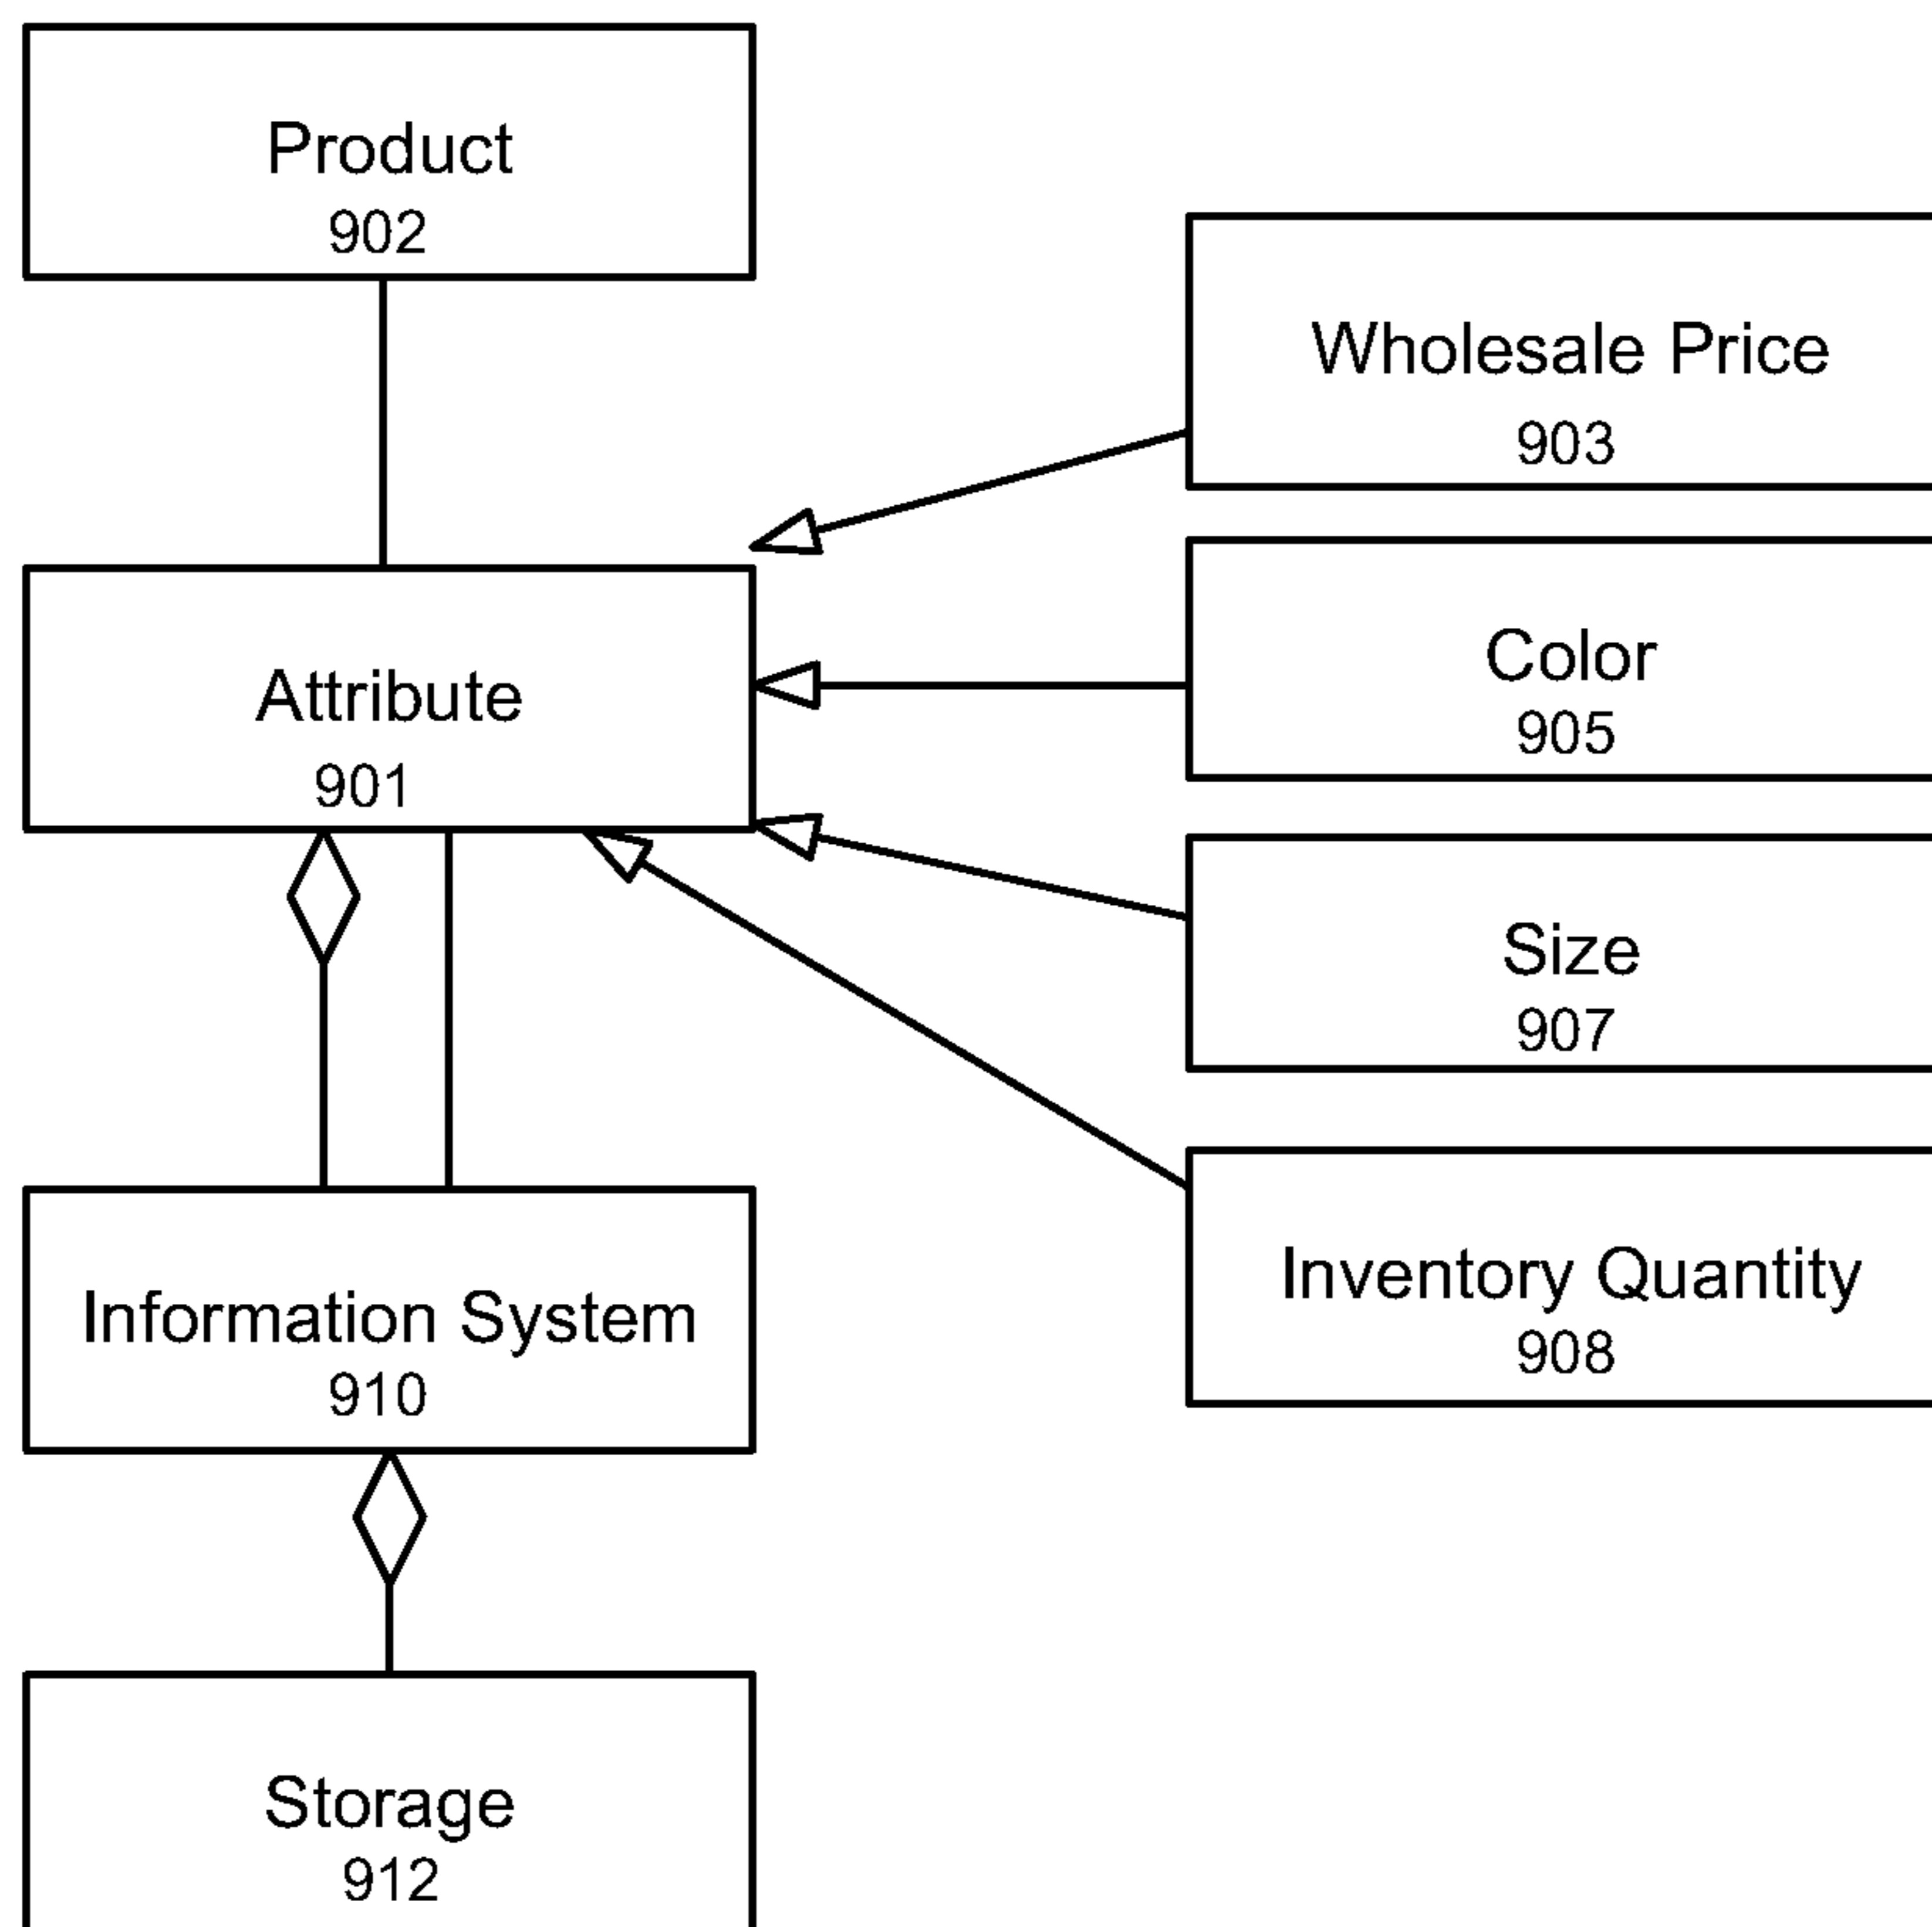 Product
902
Wholesale Price
903
Attribute
901
Color
905
Size
907
Information System
910
Inventory Quantity
908
Storage
912